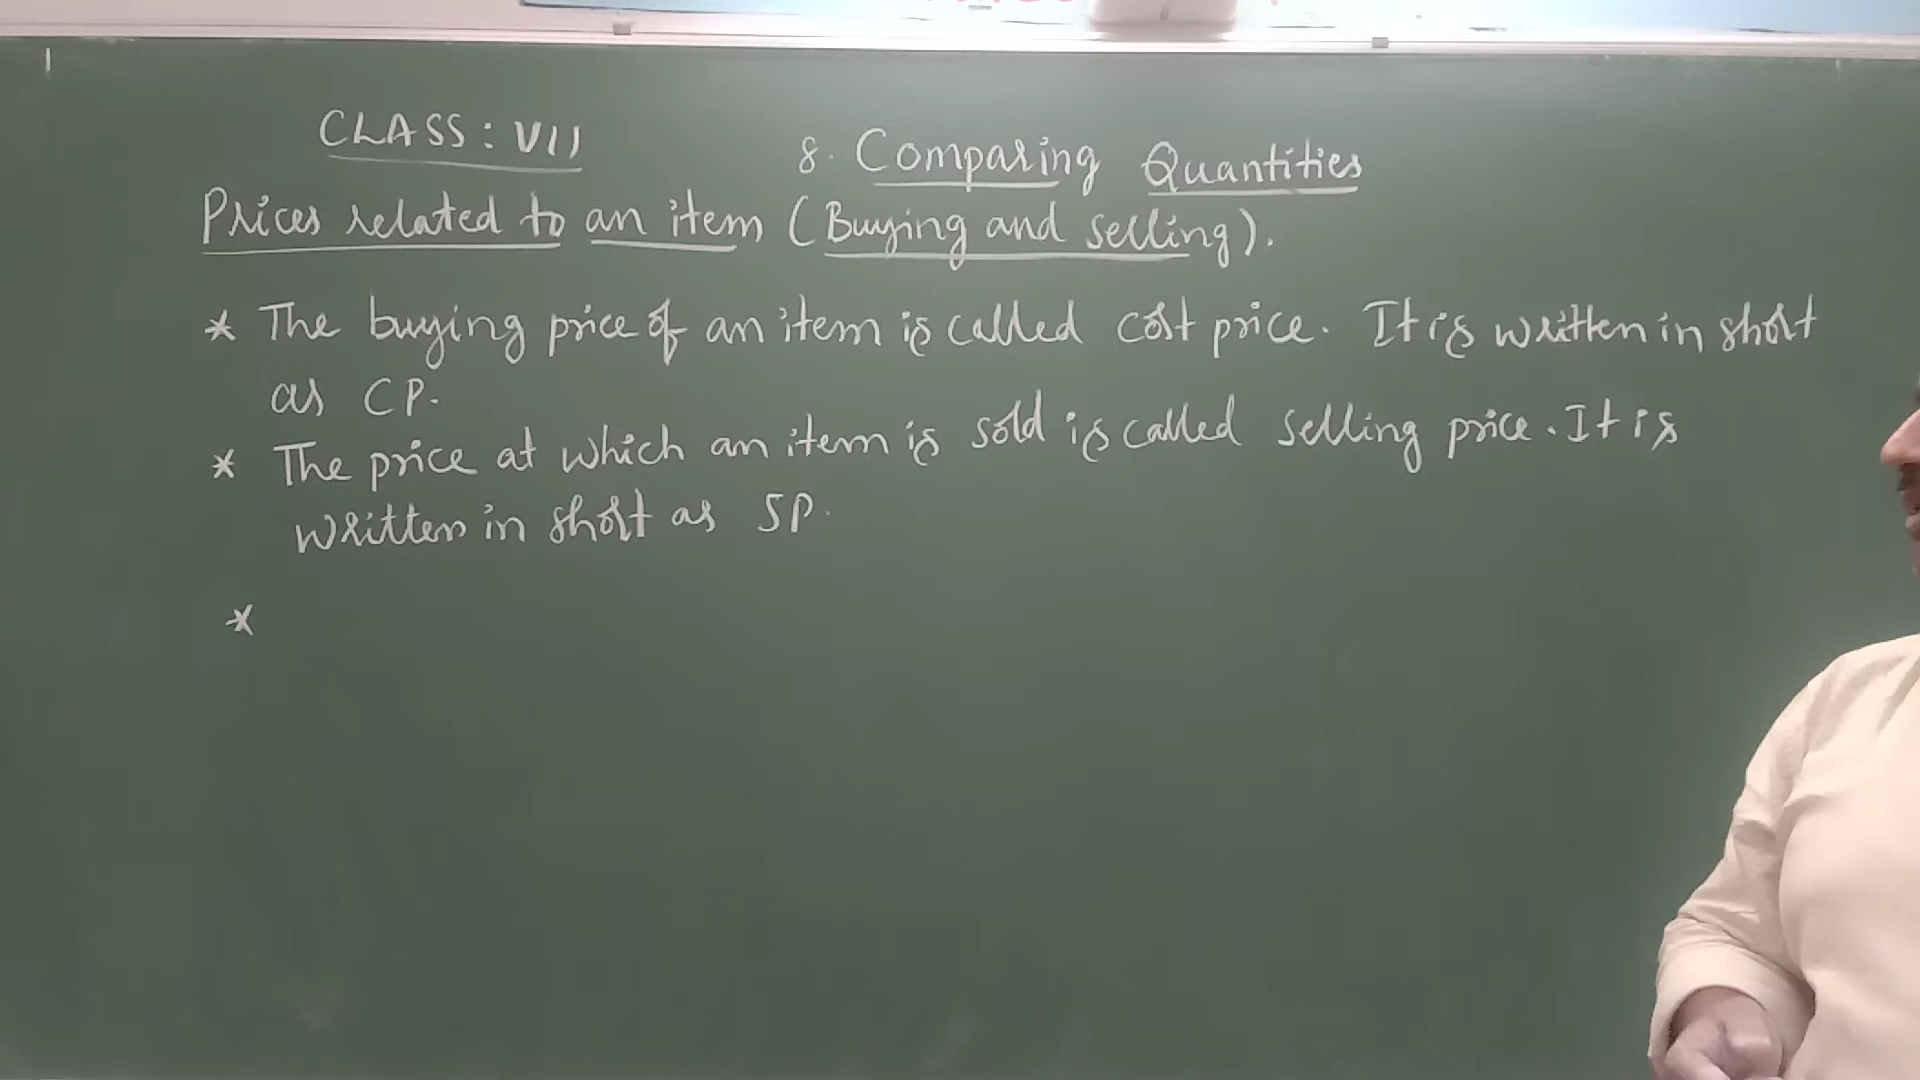 CLASS: VII
8. Comparing Quantities
Prices related to an item (Buying and selling).
* The buying price of an item is called cost price. It is written in short
as CP.
* The price at which an item is sold is called selling price. It is
written in short as SP.
*